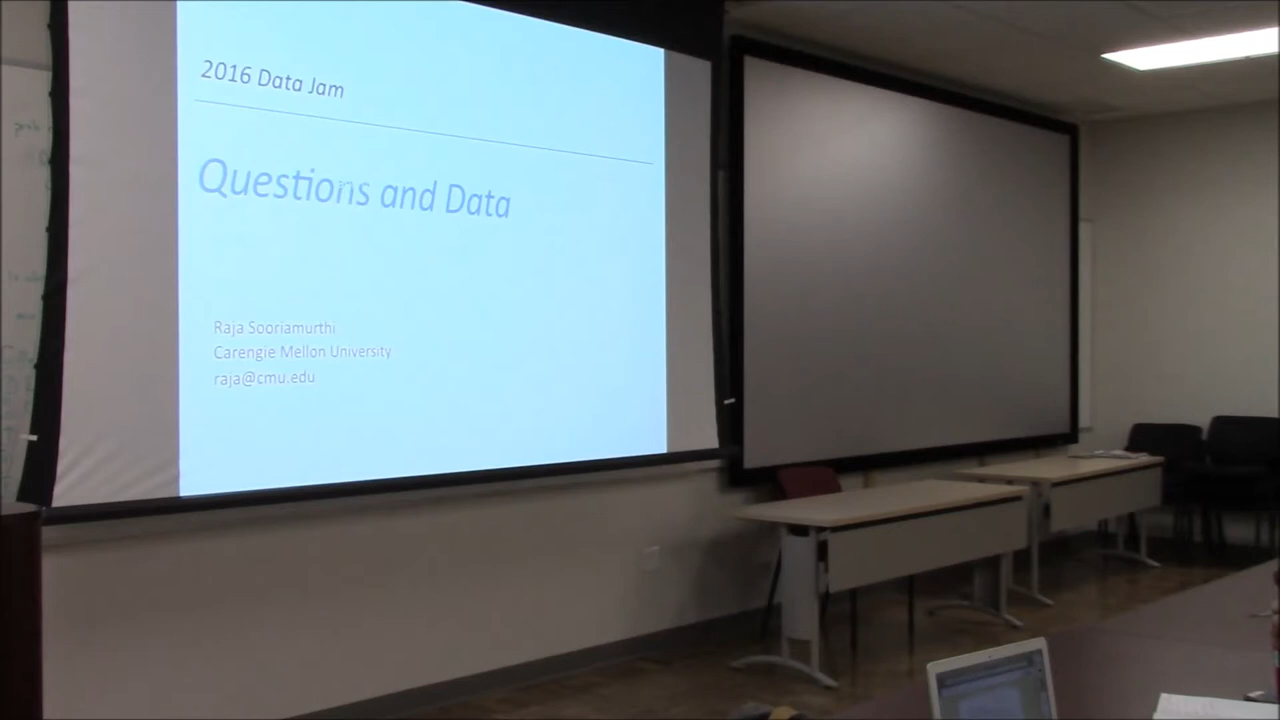 2016 Data Jam
Questions and Data
Raja Sooriamurthi
Carengie Mellon University
raja@cmu.edu